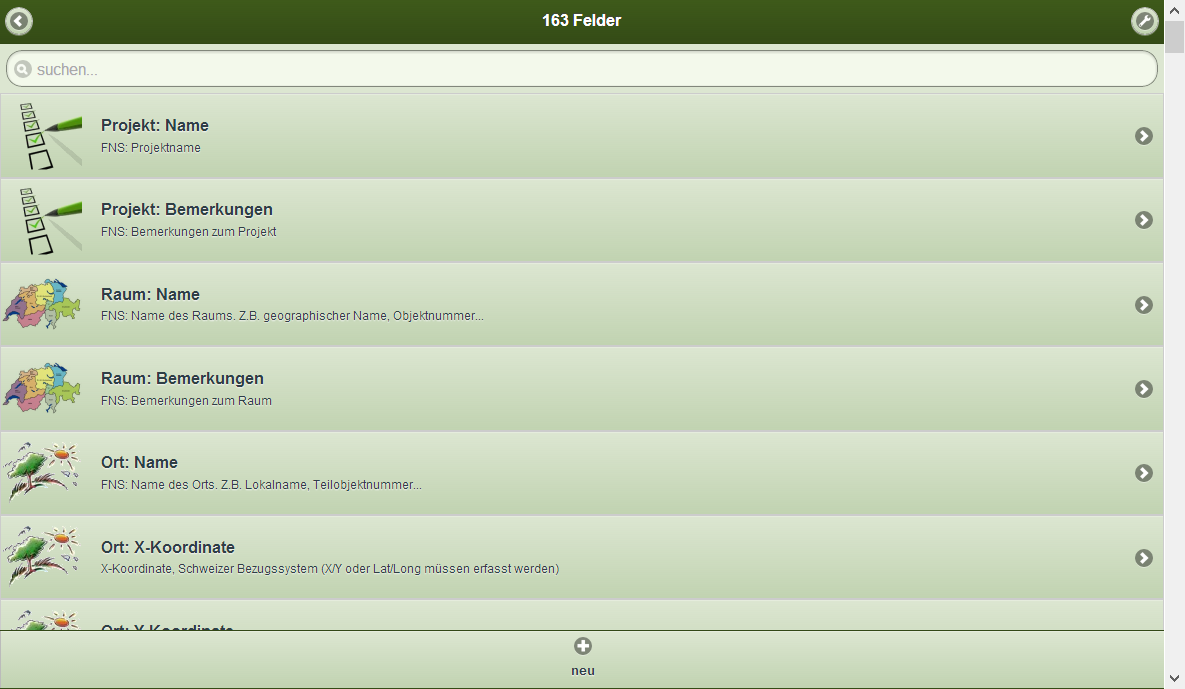 163 Felder
suchen...
Projekt: Name
FNS: Projektname
Projekt: Bemerkungen
FNS: Bemerkungen zum Projekt
Raum: Name
FNS: Name des Raums. Z.B. geographischer Name, Objektnummer...
Raum: Bemerkungen
FNS: Bemerkungen zum Raum
Ort: Name
FNS: Name des Orts. Z.B. Lokalname, Teilobjektnummer...
Ort: X-Koordinate
X-Koordinate, Schweizer Bezugssystem (X/Y oder Lat/Long müssen erfasst werden)
Ort: Y-Koordinate
neu